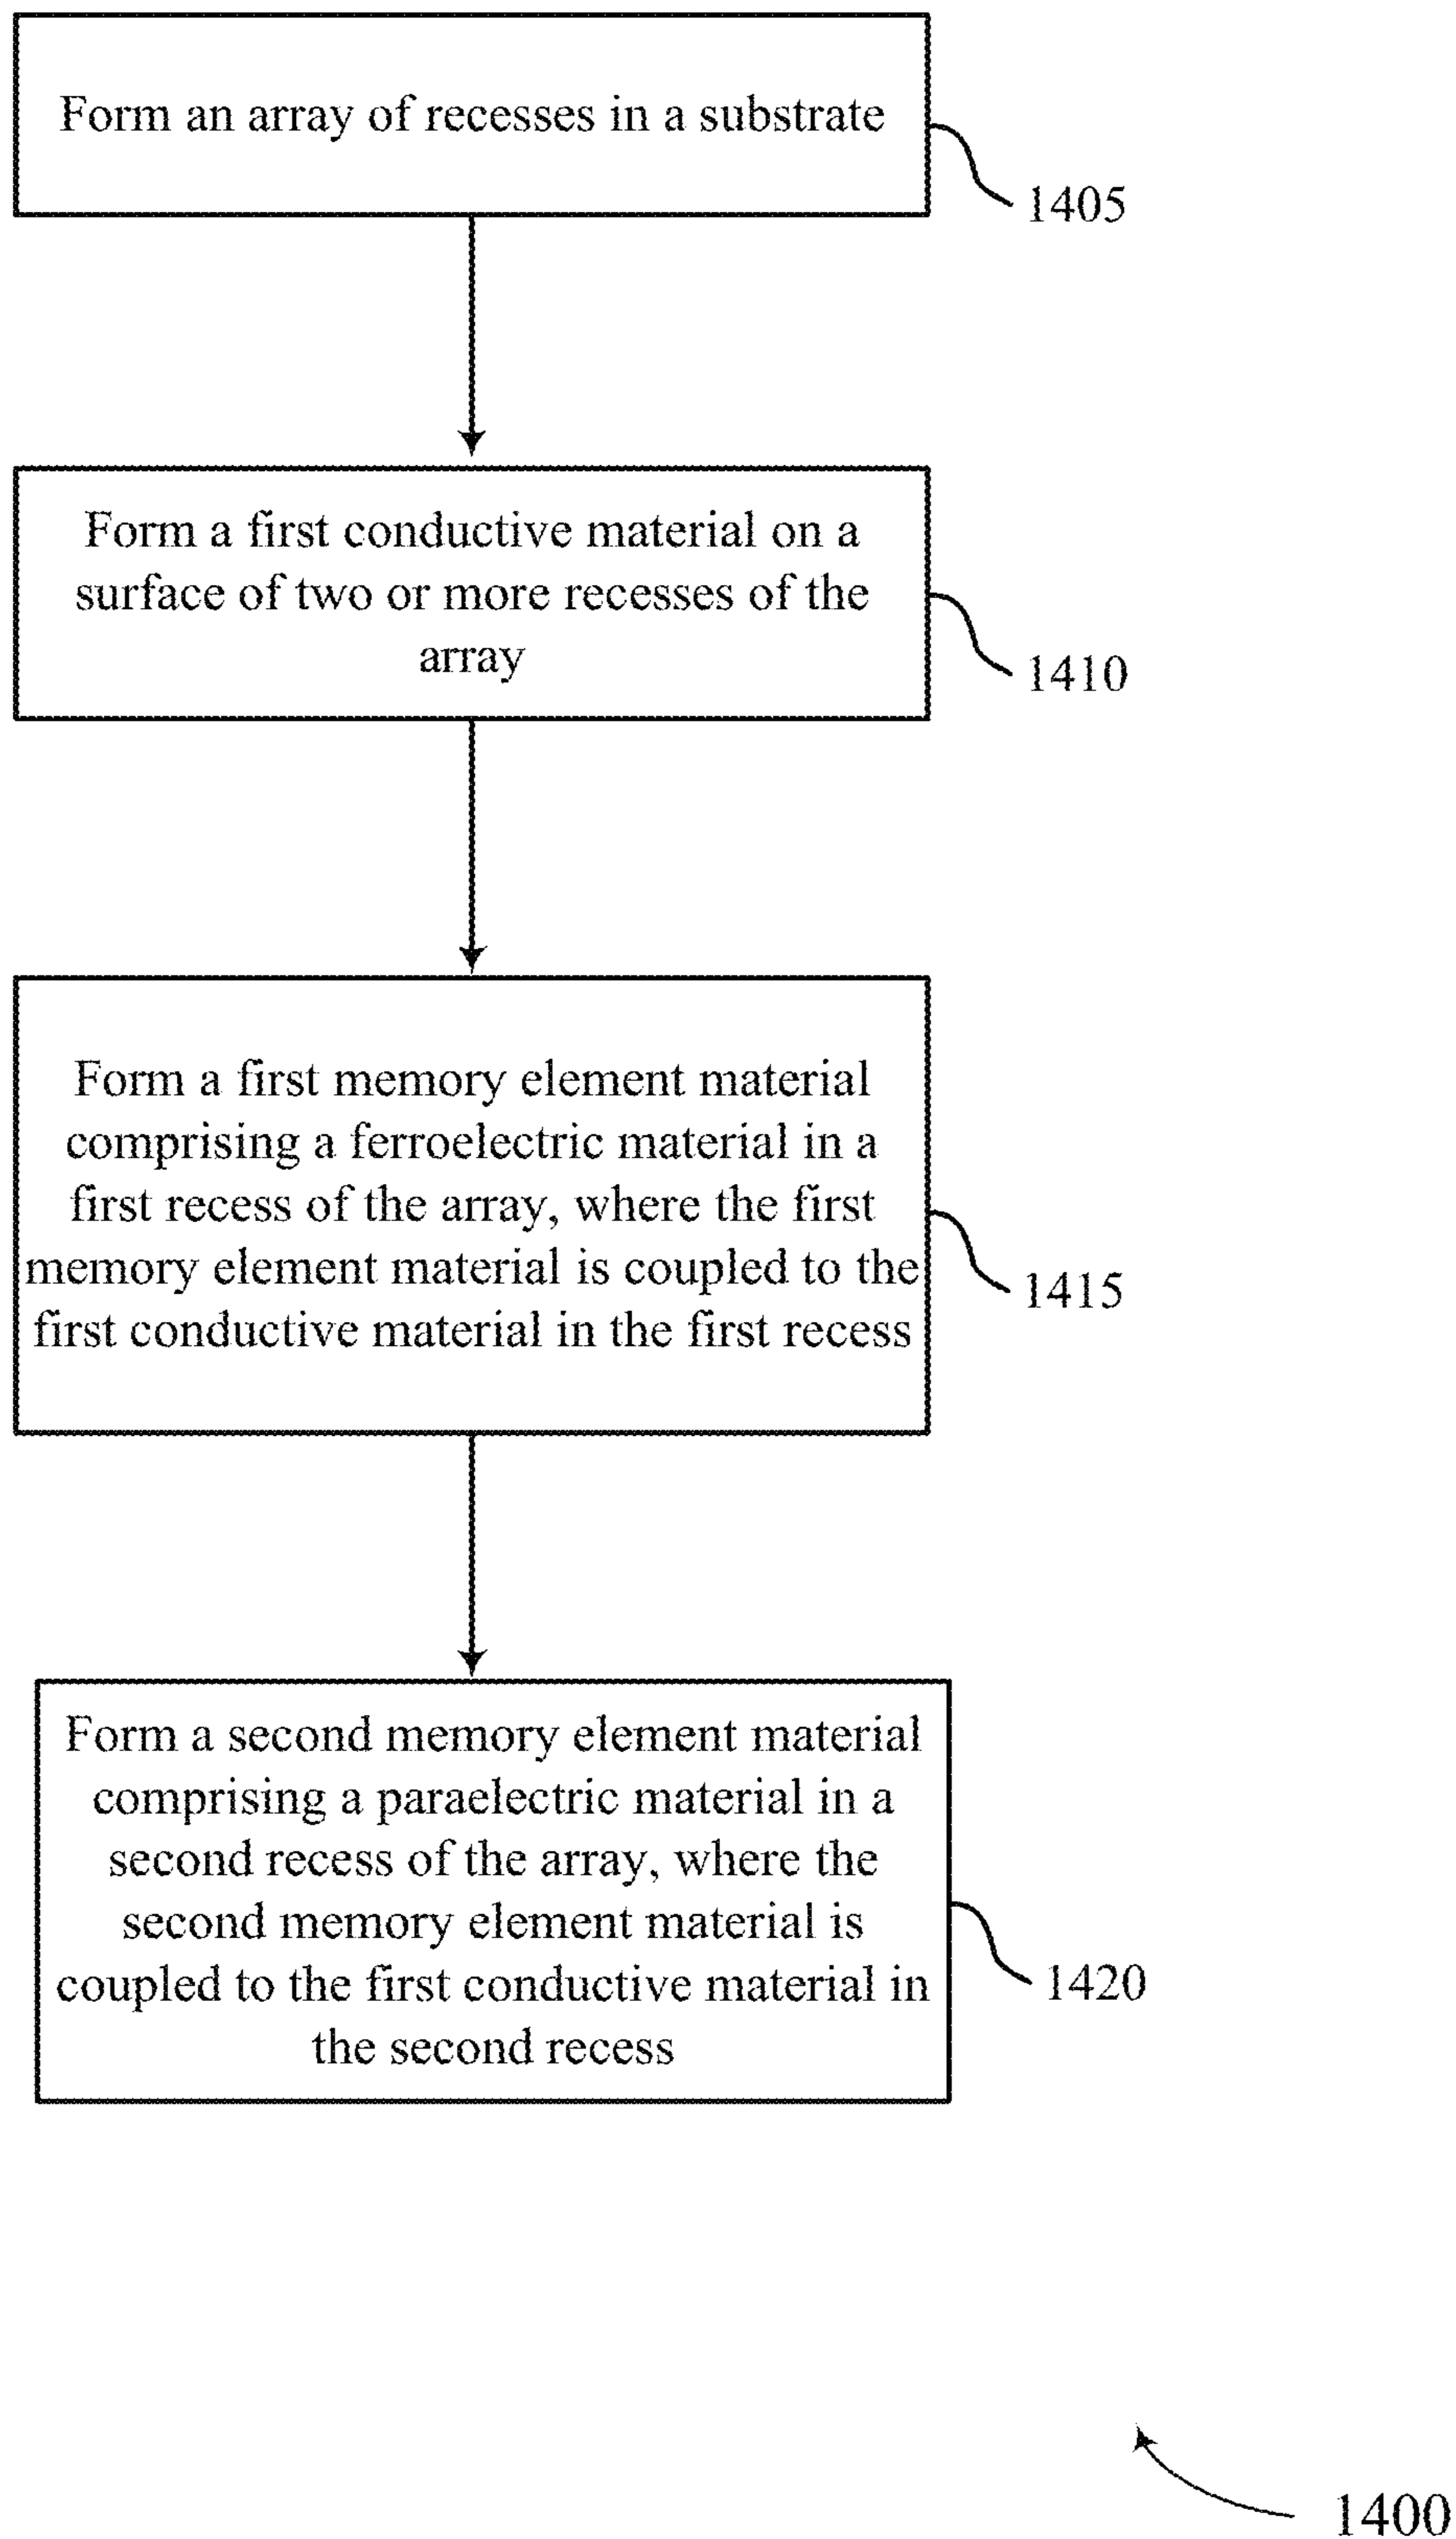 Form an array of recesses in a substrate
1405
Form a first conductive material on a
surface of two or more recesses of the
array
1410
Form a first memory element material
comprising a ferroelectric material in a
first recess of the array, where the first
memory element material is coupled to the
first conductive material in the first recess
1415
Form a second memory element material
comprising a paraelectric material in a
second recess of the array, where the
second memory element material is
coupled to the first conductive material in
the second recess
1420
1400